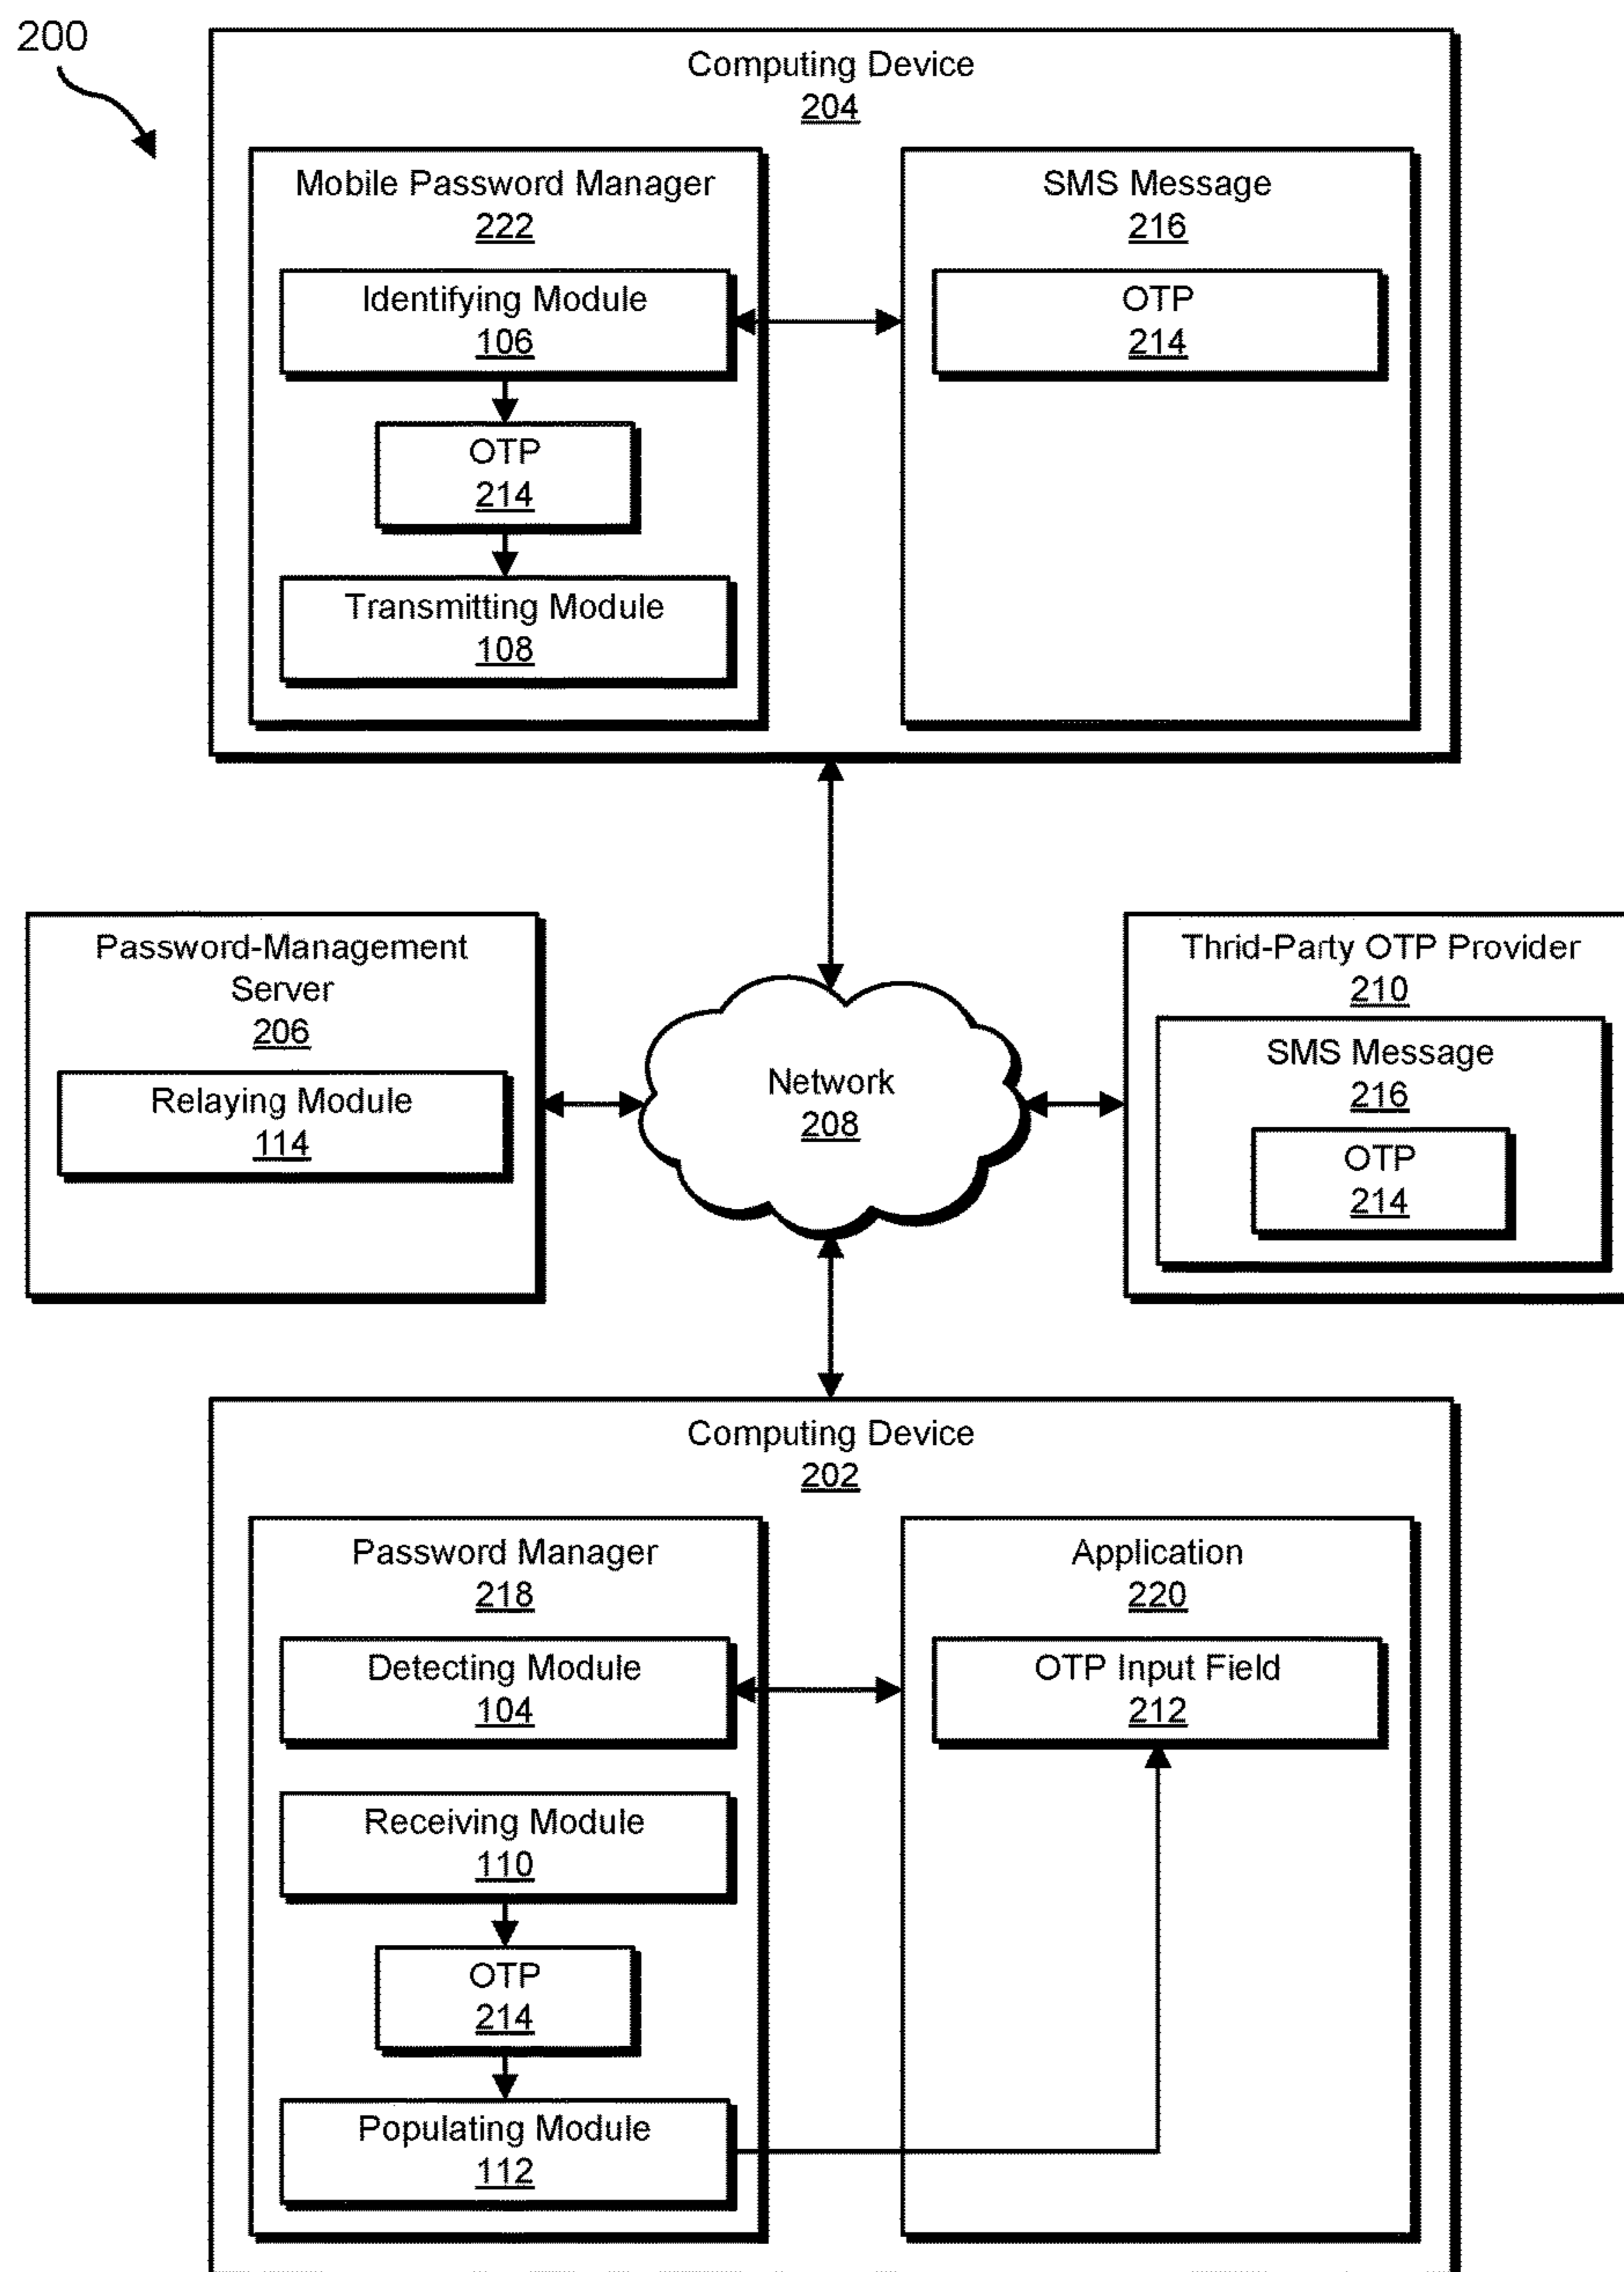 200
Computing Device
204
Mobile Password Manager
222
Identifying Module
106
OTP
214
Transmitting Module
108
SMS Message
216
OTP
214
Password-Management
Server
206
Relaying Module
114
Network
208
Thrid-Party OTP Provider
210
SMS Message
216
OTP
214
Computing Device
202
Password Manager
218
Detecting Module
104
Receiving Module
110
OTP
214
Populating Module
112
Application
220
OTP Input Field
212